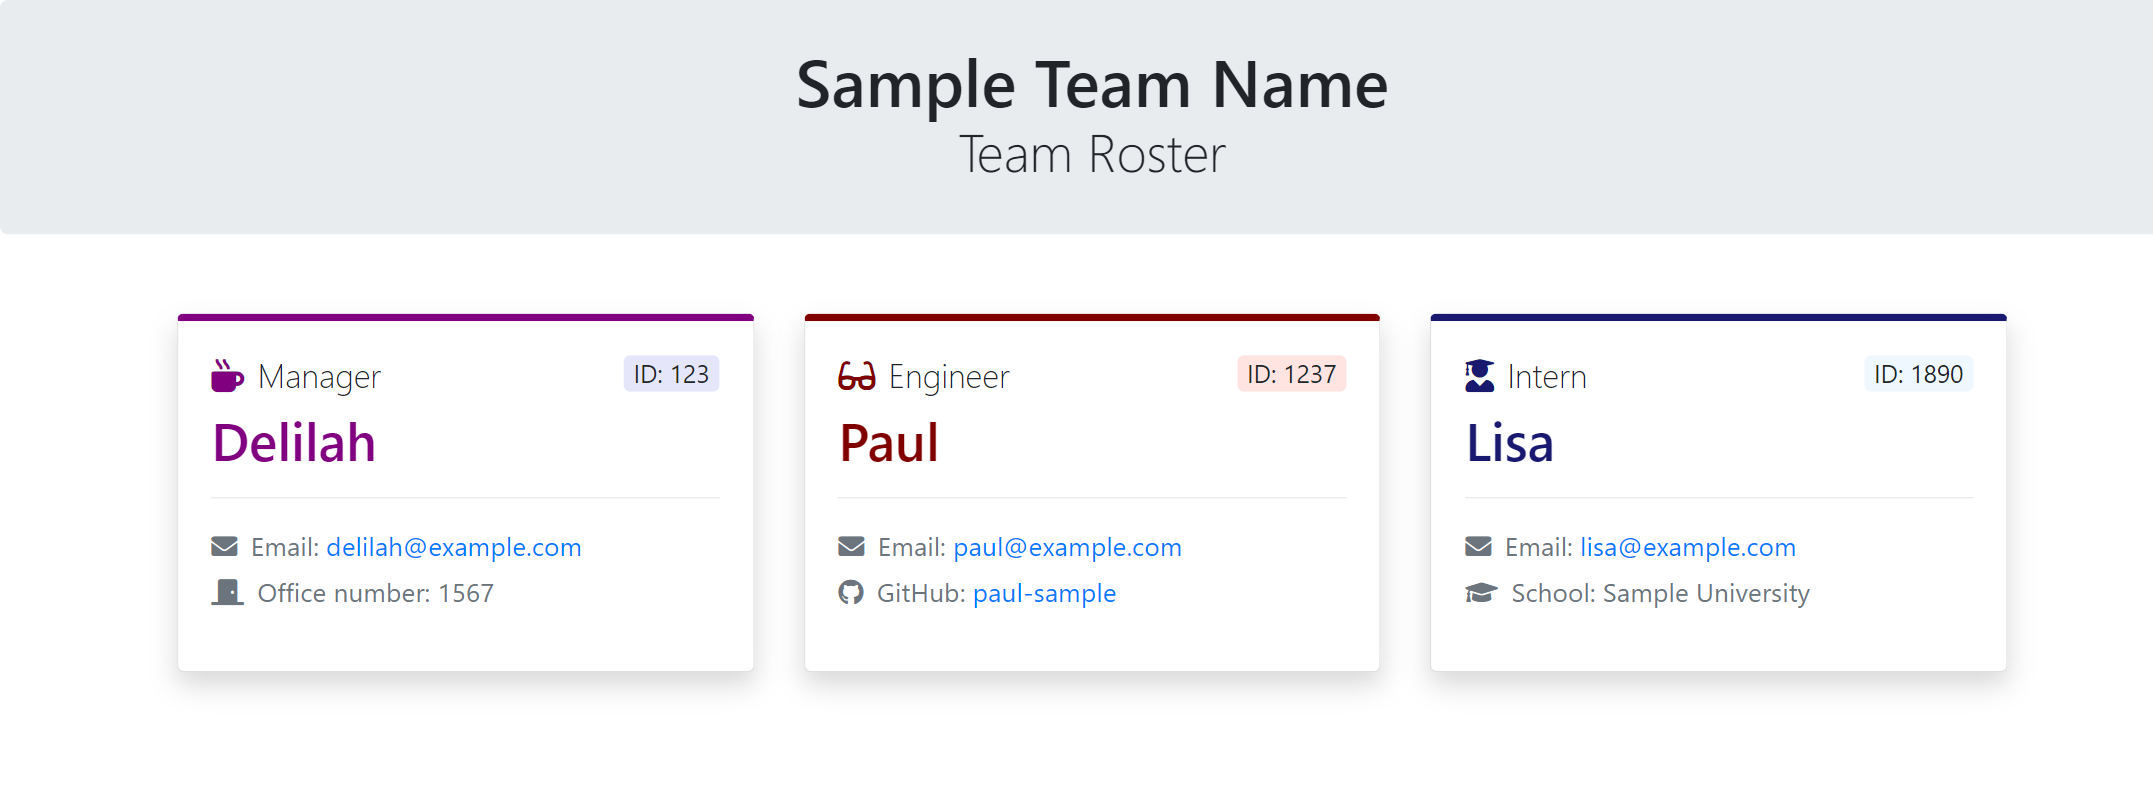 Sample Team Name
Team Roster
Manager
ID: 123
Delilah
Email: delilah@example.com
Office number: 1567
Engineer
ID: 1237
Paul
Email: paul@example.com
GitHub: paul-sample
Intern
ID: 1890
Lisa
Email: lisa@example.com
School: Sample University